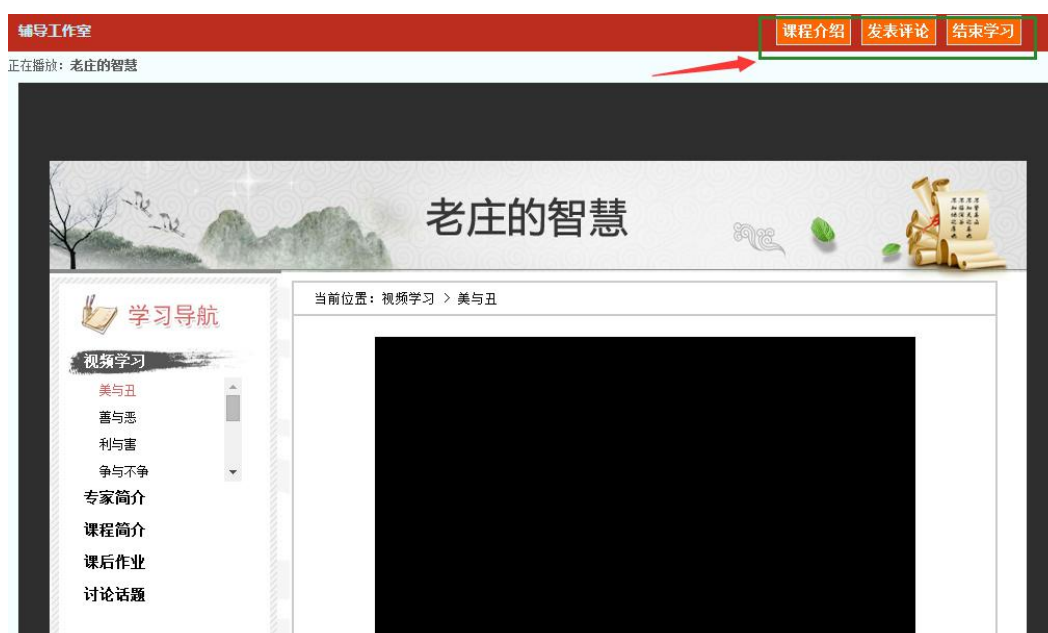 辅导工作室
课程介绍 发表评论 结束学习
正在播放：老庄的智慧
老庄的智慧
学习导航
当前位置：视频学习 > 美与丑
视频学习
美与丑
善与恶
利与害
争与不争
专家简介
课程简介
课后作业
讨论话题